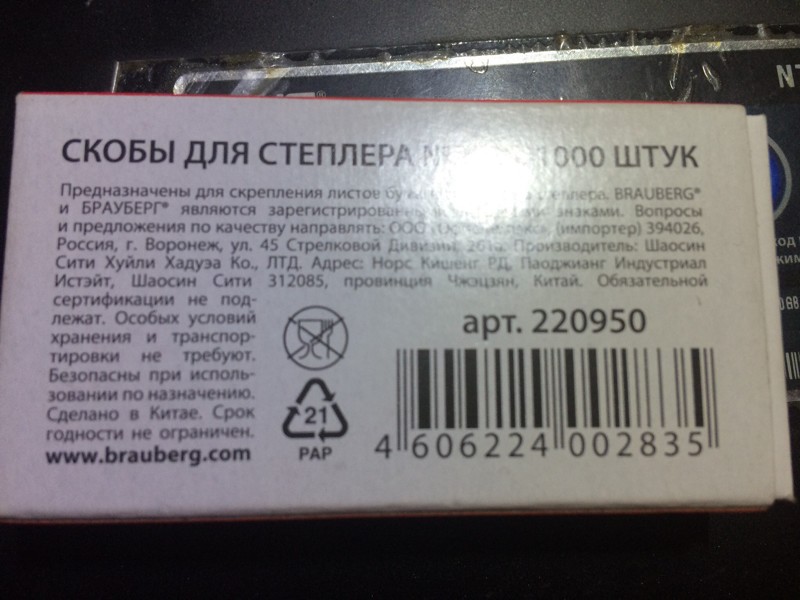 СКОБЫ ДЛЯ СТЕПЛЕРА 1000 ШТУК
Предназначены для скрепления листов степлера. BRAUBERG®
и БРАУБЕРГ® являются зарегистрированными знаками. Вопросы
и предложения по качеству направлять: ООО (импортер) 394026,
Россия, г. Воронеж, ул. 45 Стрелковой Дивизии, Производитель: Шаосин
Сити Хуйли Хадуэа Ко., ЛТД. Адрес: Норс Кишенг РД, Паоджианг Индустриал
Истэйт, Шаосин Сити 312085, провинция Чжэцзян, Китай. Обязательной
сертификации не под-
лежат. Особых условий
хранения и транспор-
тировки не требуют.
Безопасны при исполь-
зовании по назначению.
Сделано в Китае. Срок
годности не ограничен.
www.brauberg.com
21
PAP
арт. 220950
4 606224 002835